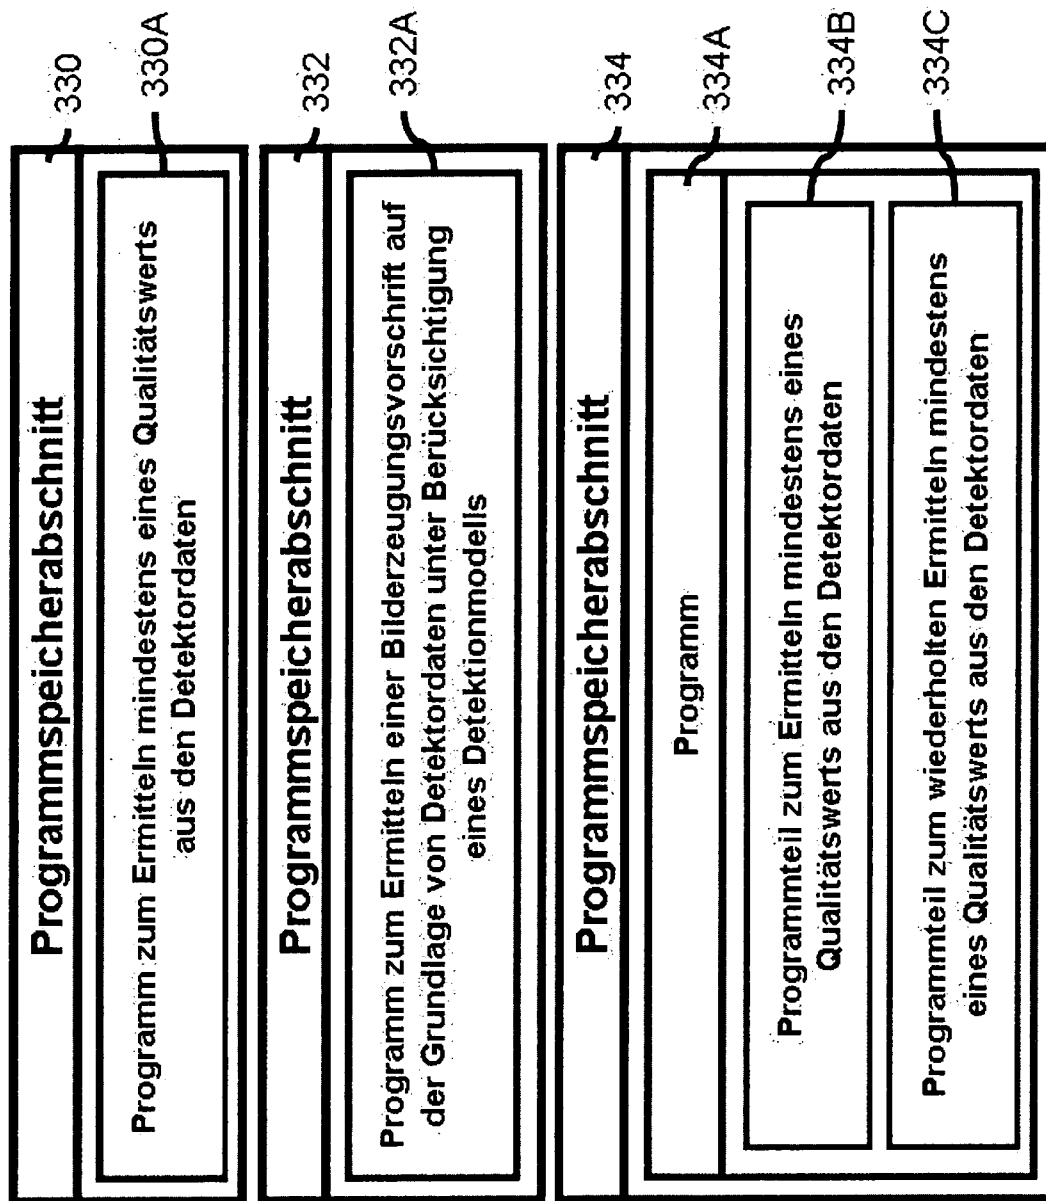 Programmspeicherabschnitt
330
Programm zum Ermitteln mindestens eines Qualitätswerts
aus den Detektordaten
330A
Programmspeicherabschnitt
332
Programm zum Ermitteln einer Bilderzeugungsvorschrift auf
der Grundlage von Detektordaten unter Berücksichtigung
eines Detektionmodells
332A
Programmspeicherabschnitt
334
Programm
334A
Programmteil zum Ermitteln mindestens eines
Qualitätswerts aus den Detektordaten
334B
Programmteil zum wiederholten Ermitteln mindestens
eines Qualitätswerts aus den Detektordaten
334C